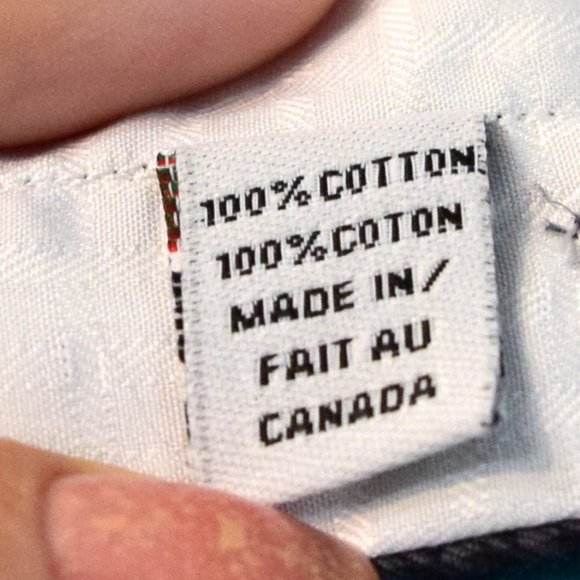 100% COTTON
100% COTON
MADE IN/
FAIT AU
CANADA